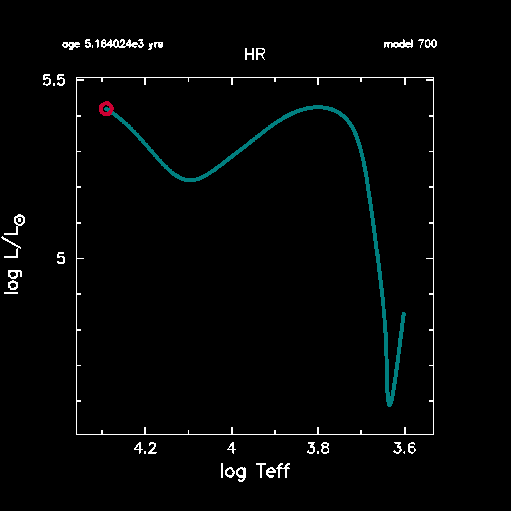 age 5.164024e3 yrs
model 700
HR
5.5
5
log L/L⊙
4.2
4
3.8
3.6
log Teff